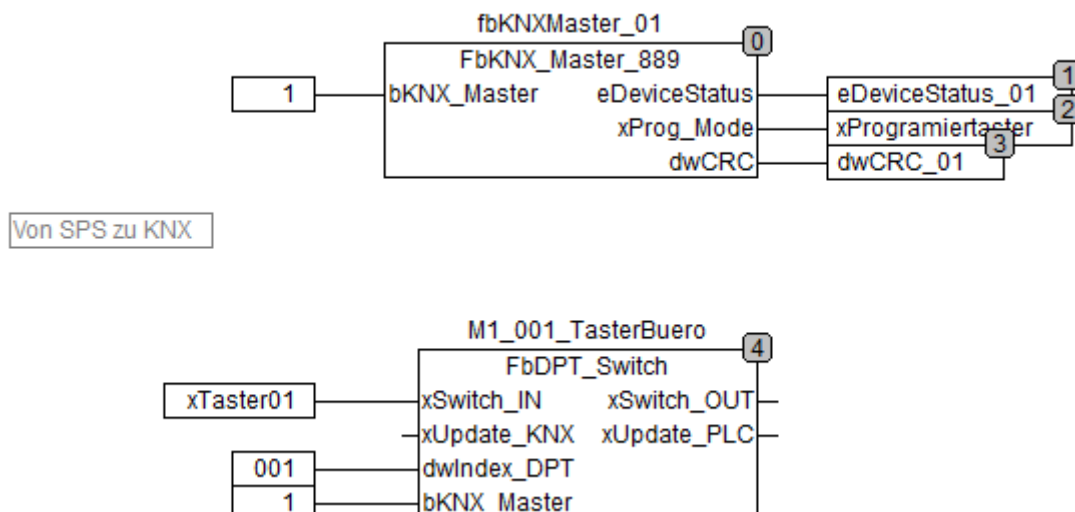 fbKNXMaster_01
0
FbKNX_Master_889
1
1 bKNX_Master eDeviceStatus eDeviceStatus_01
2
xProg_Mode xProgramiertaster
3
dwCRC dwCRC_01
Von SPS zu KNX
M1_001_TasterBuero
4
FbDPT_Switch
xTaster01 xSwitch_IN xSwitch_OUT
xUpdate_KNX xUpdate_PLC
001 dwIndex_DPT
1 bKNX_Master